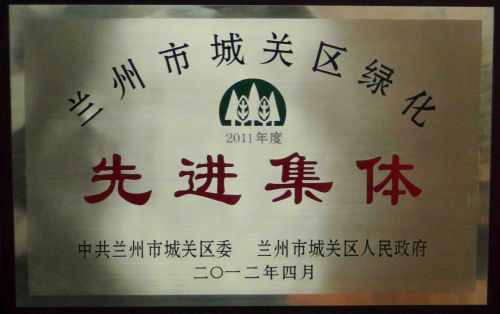 兰州市城关区绿化
2011年度
先进集体
中共兰州市城关区委 兰州市城关区人民政府
二〇一二年四月